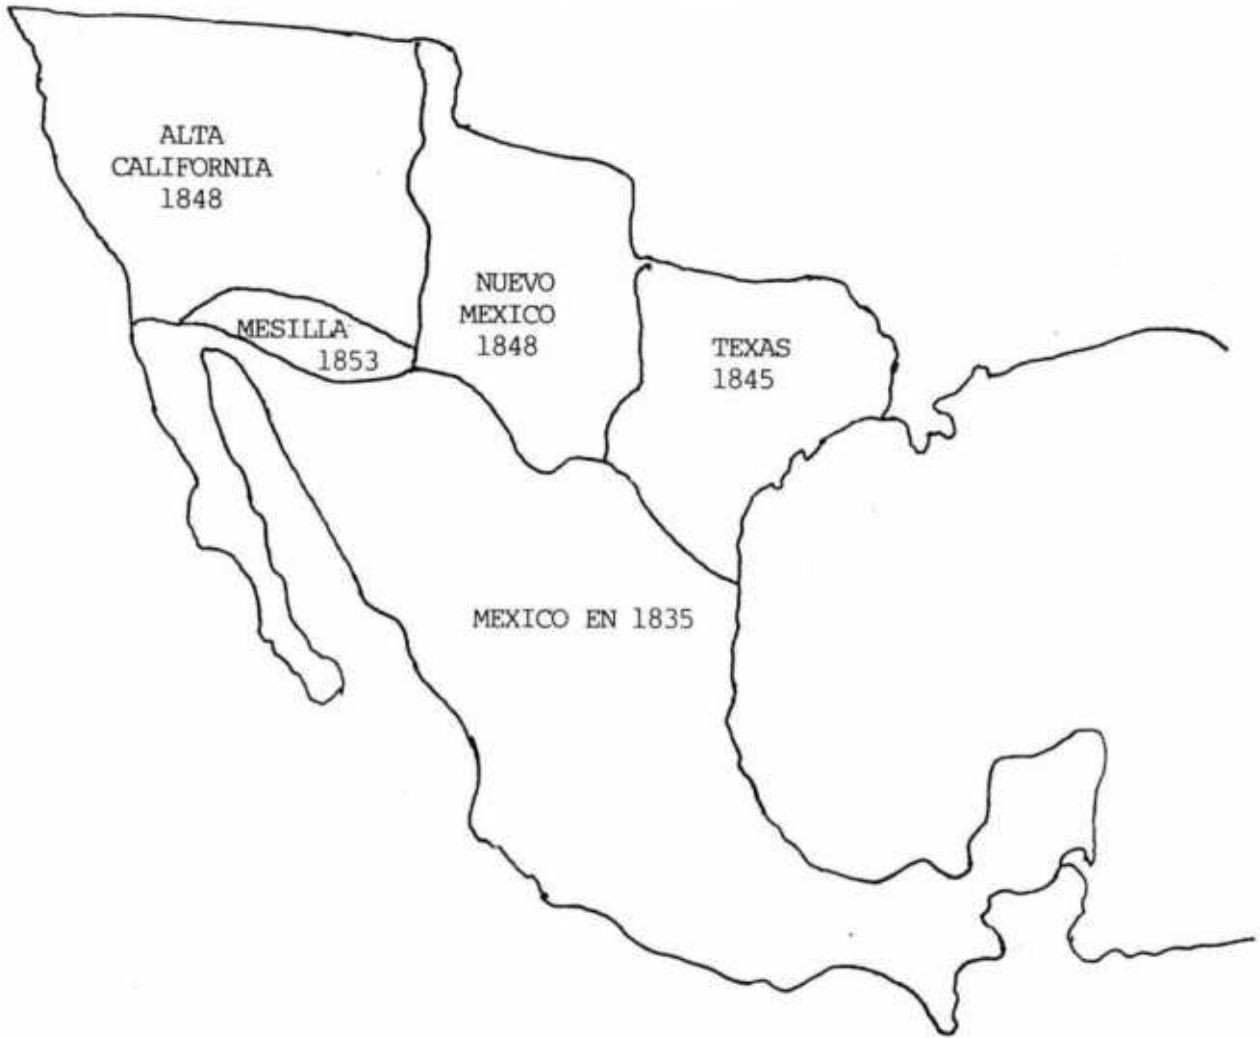 ALTA
CALIFORNIA
1848
MESILLA
1853
NUEVO
MEXICO
1848
TEXAS
1845
MEXICO EN 1835